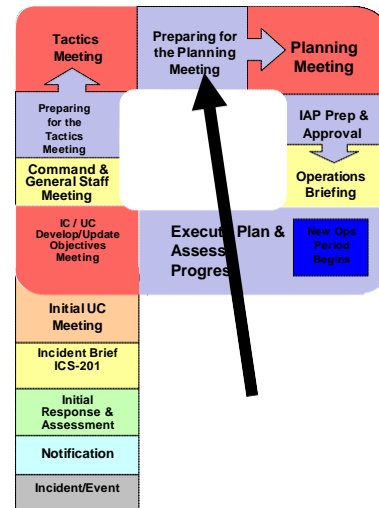 Tactics
Meeting
Preparing for
the Planning
Meeting
Planning
Meeting
Preparing
for the
Tactics
Meeting
IAP Prep &
Approval
Command &
General Staff
Meeting
Operations
Briefing
IC / UC
Develop/Update
Objectives
Meeting
Execute Plan &
Assess
Progress
New Ops
Period
Begins
Initial UC
Meeting
Incident Brief
ICS-201
Initial
Response &
Assessment
Notification
Incident/Event